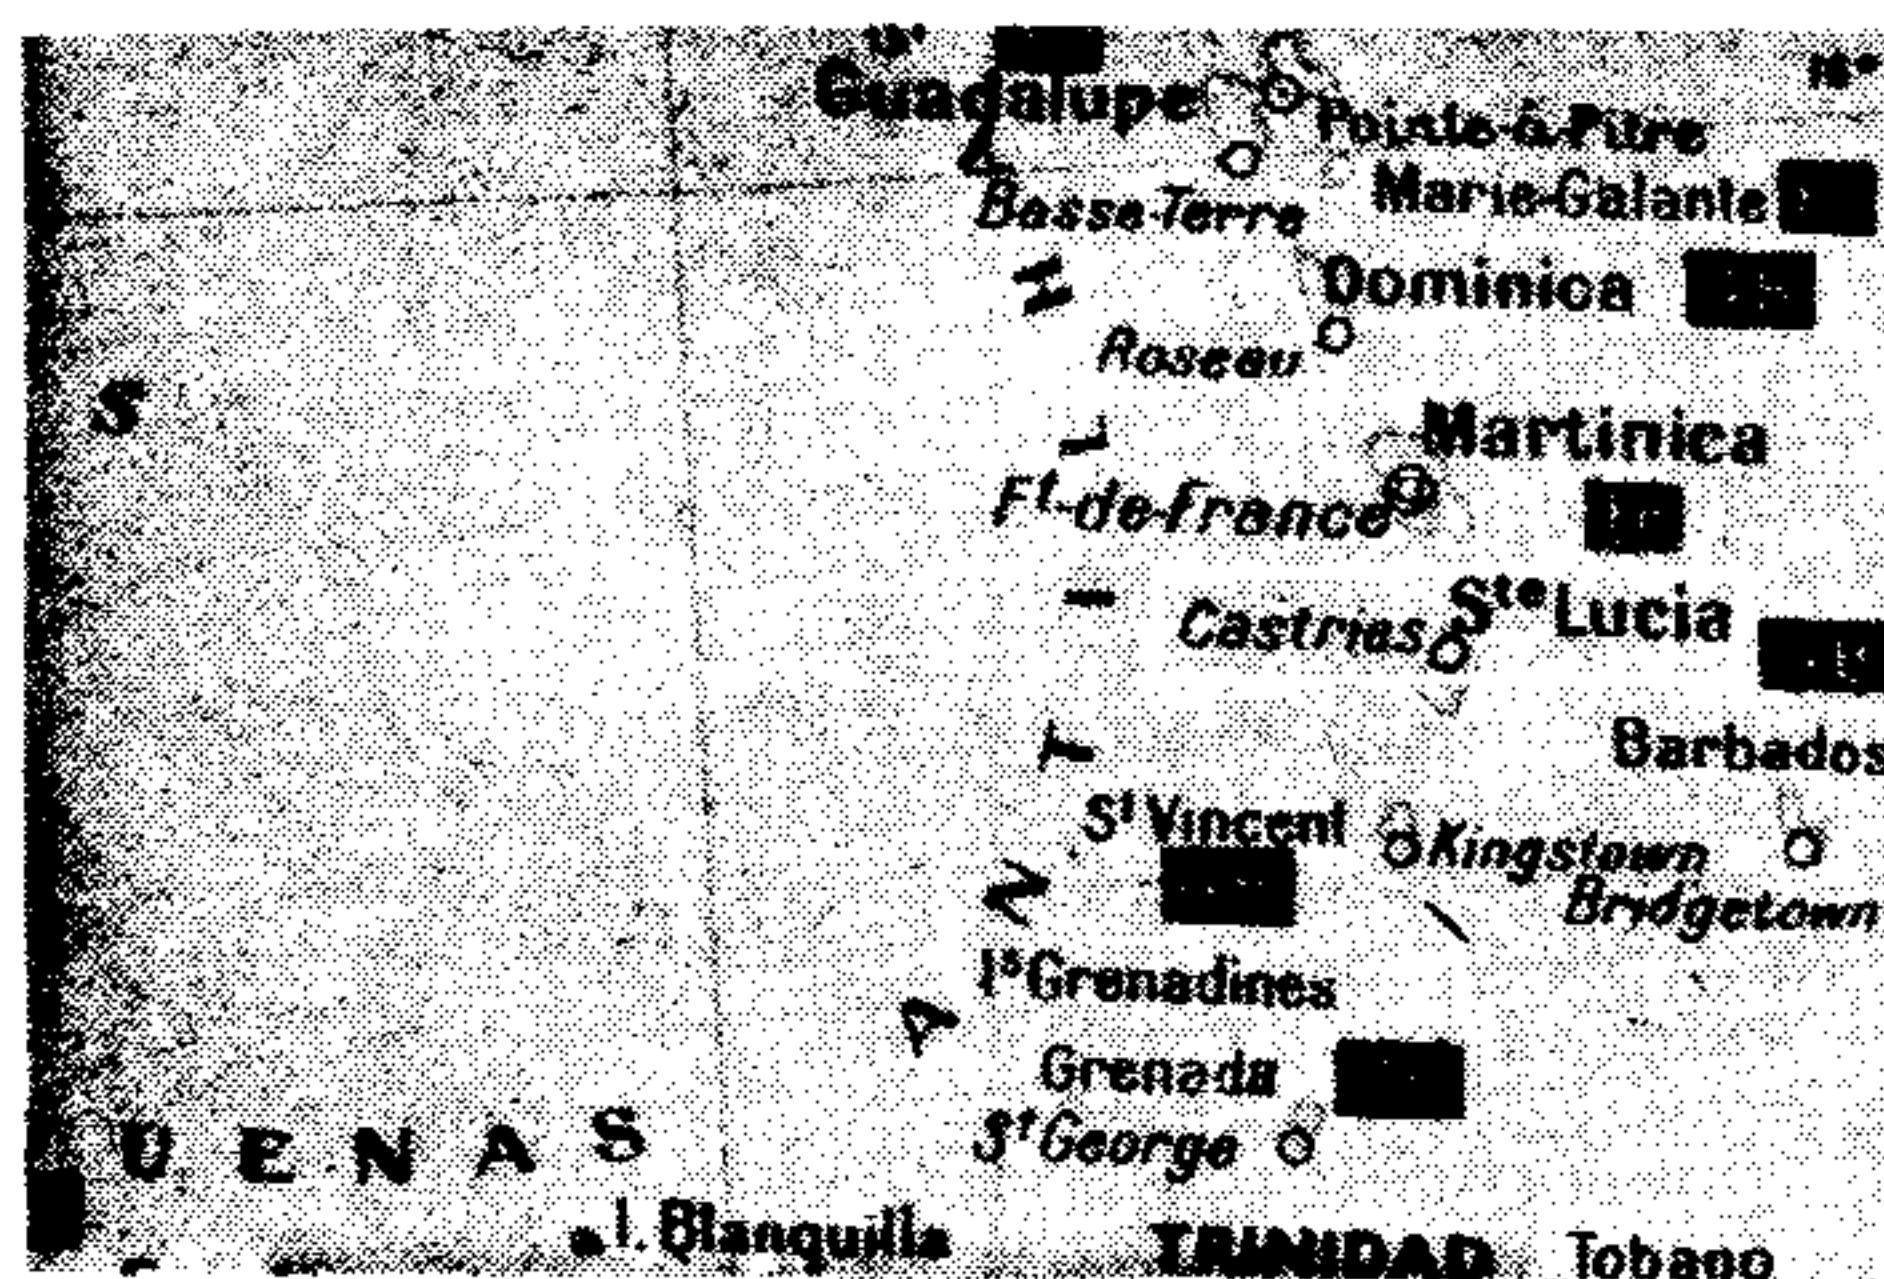 Guadalupe
Pointe-à-Pitre
Basse-Terre
Marie-Galante
Dominica
Roseau
S
Martinica
Ft-de-France
Ste Lucia
Castries
Barbados
St Vincent
Kingstown
Bridgetown
Is Grenadines
Grenada
St George
A N T I L H
U E N A S
I. Blanquilla
TRINIDAD
Tobago